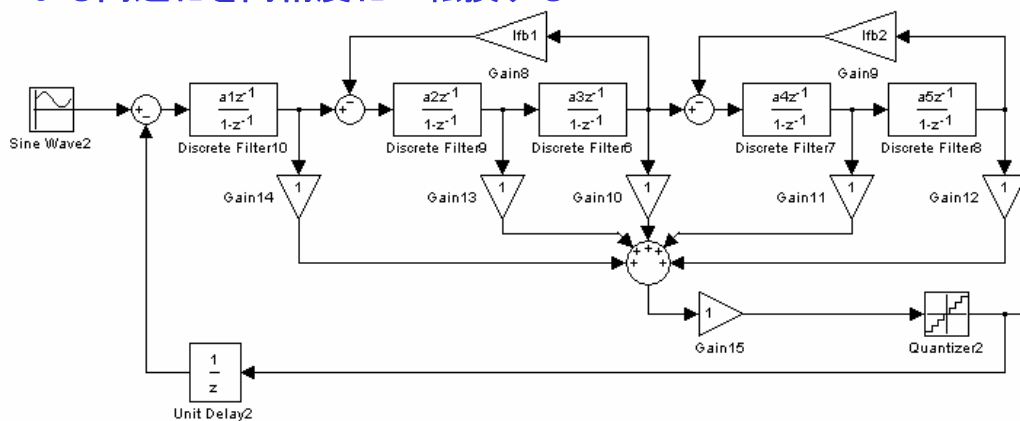 lfb1
Gain8
lfb2
Gain9
Sine Wave2
a1z-1
1-z-1
Discrete Filter10
a2z-1
1-z-1
Discrete Filter9
a3z-1
1-z-1
Discrete Filter6
a4z-1
1-z-1
Discrete Filter7
a5z-1
1-z-1
Discrete Filter8
1
Gain14
1
Gain13
1
Gain10
1
Gain11
1
Gain12
1
Gain15
Quantizer2
1
z
Unit Delay2